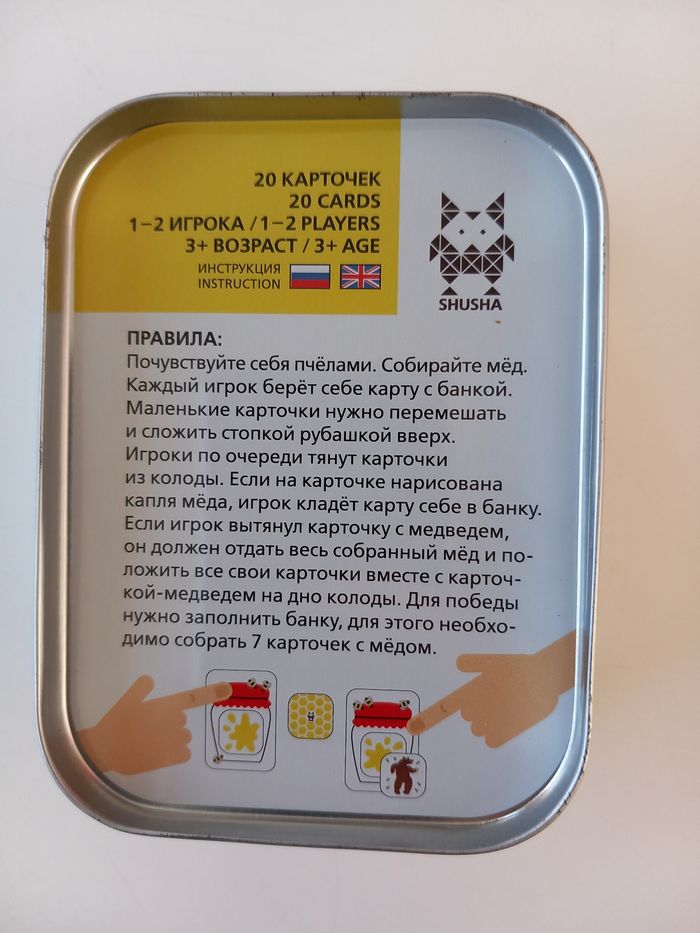 20 КАРТОЧЕК
20 CARDS
1–2 ИГРОКА / 1–2 PLAYERS
3+ ВОЗРАСТ / 3+ AGE
ИНСТРУКЦИЯ
INSTRUCTION
SHUSHA
ПРАВИЛА:
Почувствуйте себя пчёлами. Собирайте мёд.
Каждый игрок берёт себе карту с банкой.
Маленькие карточки нужно перемешать
и сложить стопкой рубашкой вверх.
Игроки по очереди тянут карточки
из колоды. Если на карточке нарисована
капля мёда, игрок кладёт карту себе в банку.
Если игрок вытянул карточку с медведем,
он должен отдать весь собранный мёд и по-
ложить все свои карточки вместе с карточ-
кой-медведем на дно колоды. Для победы
нужно заполнить банку, для этого необхо-
димо собрать 7 карточек с мёдом.